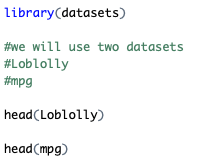 library(datasets)
#we will use two datasets
#Loblolly
#mpg
head(Loblolly)
head(mpg)